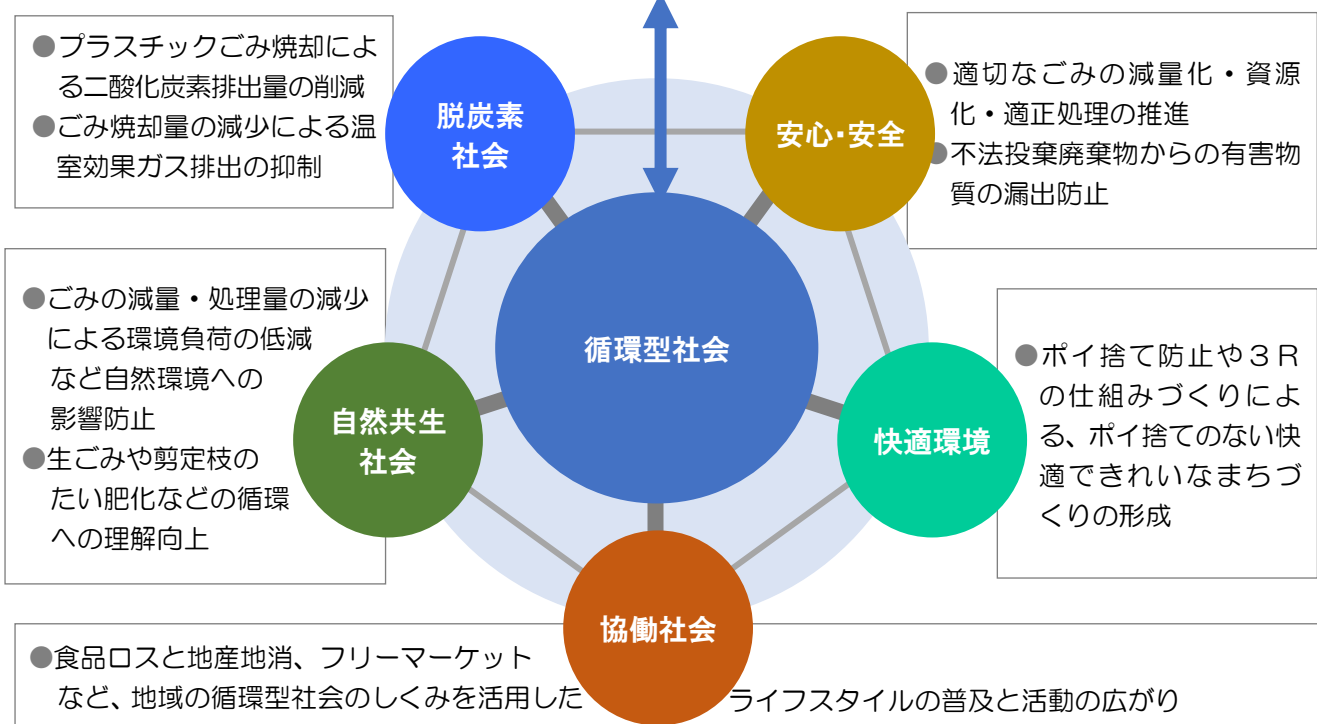 ●プラスチックごみ焼却によ
る二酸化炭素排出量の削減
●ごみ焼却量の減少による温
室効果ガス排出の抑制
脱炭素
社会
安心・安全
●適切なごみの減量化・資源
化・適正処理の推進
●不法投棄廃棄物からの有害物
質の漏出防止
●ごみの減量・処理量の減少
による環境負荷の低減
など自然環境への
影響防止
●生ごみや剪定枝の
たい肥化などの循環
への理解向上
自然共生
社会
循環型社会
快適環境
●ポイ捨て防止や３Ｒ
の仕組みづくりによ
る、ポイ捨てのない快
適できれいなまちづ
くりの形成
協働社会
●食品ロスと地産地消、フリーマーケット
など、地域の循環型社会のしくみを活用した ライフスタイルの普及と活動の広がり